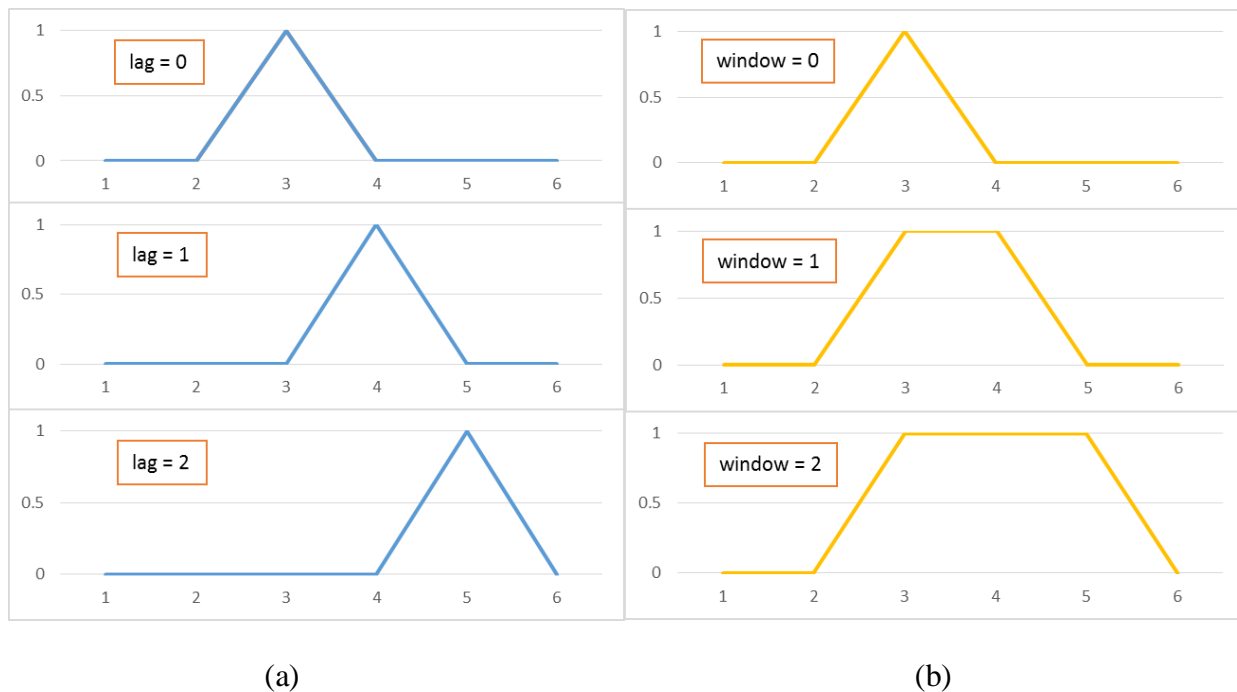 1
lag = 0
0.5
0
1 2 3 4 5 6
1
lag = 1
0.5
0
1 2 3 4 5 6
1
lag = 2
0.5
0
1 2 3 4 5 6
(a)
1
window = 0
0.5
0
1 2 3 4 5 6
1
window = 1
0.5
0
1 2 3 4 5 6
1
window = 2
0.5
0
1 2 3 4 5 6
(b)